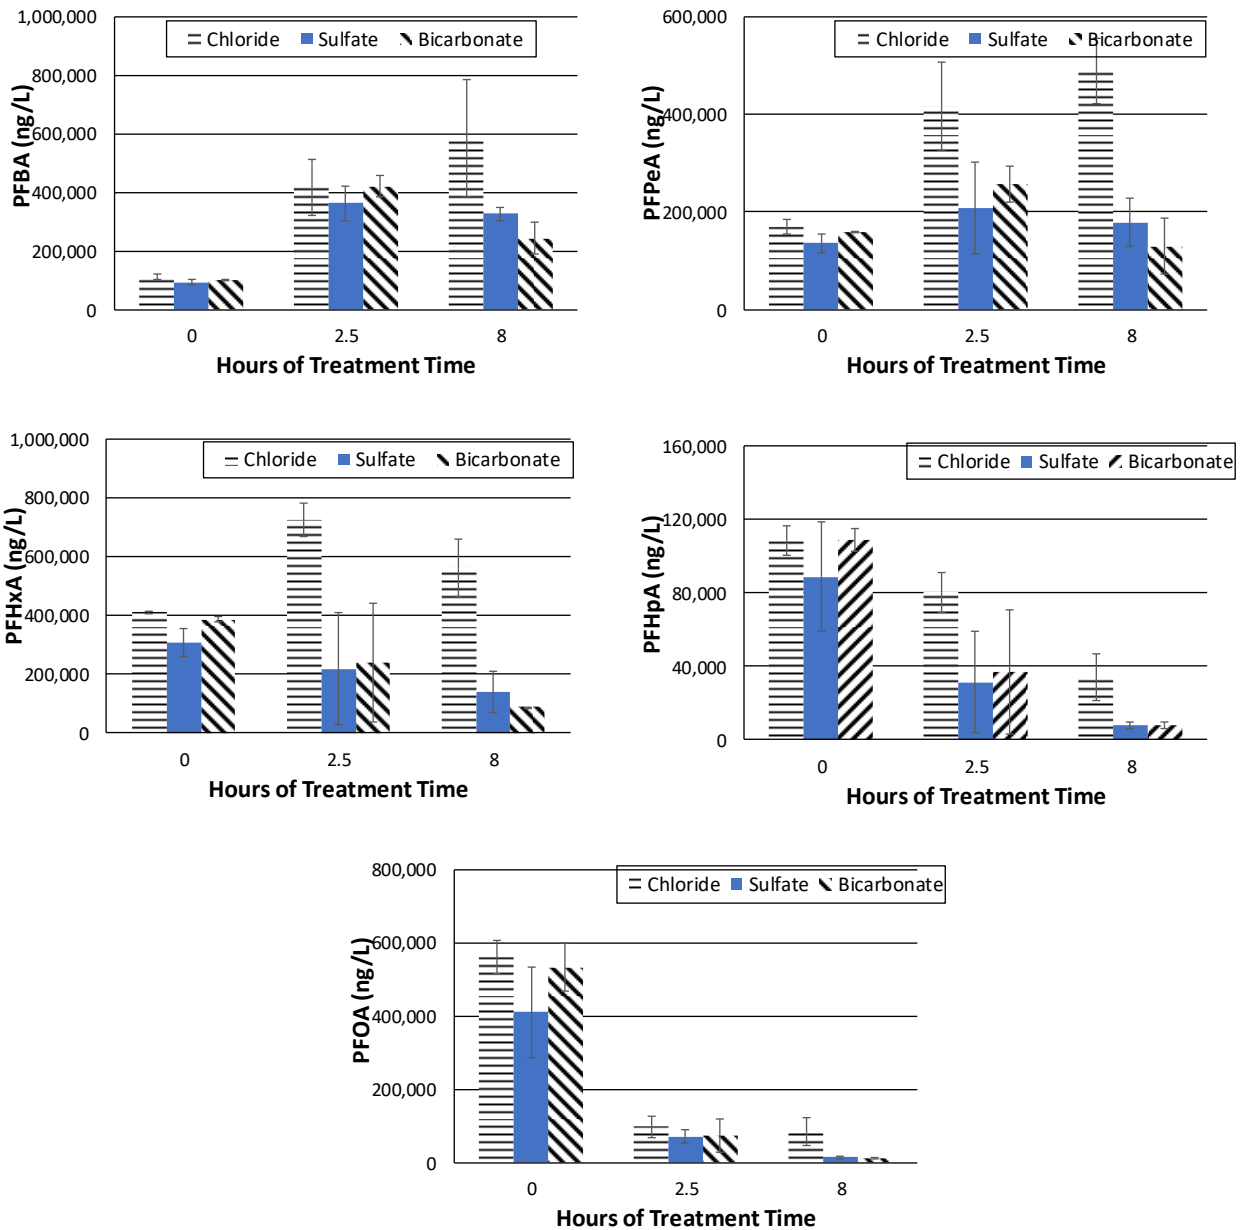 1,000,000
Chloride Sulfate Bicarbonate
800,000
600,000
400,000
200,000
0
PFBA (ng/L)
0 2.5 8
Hours of Treatment Time
600,000
Chloride Sulfate Bicarbonate
400,000
200,000
0
PFPeA (ng/L)
0 2.5 8
Hours of Treatment Time
1,000,000
Chloride Sulfate Bicarbonate
800,000
600,000
400,000
200,000
0
PFHxA (ng/L)
0 2.5 8
Hours of Treatment Time
160,000
Chloride Sulfate Bicarbonate
120,000
80,000
40,000
0
PFHpA (ng/L)
0 2.5 8
Hours of Treatment Time
800,000
Chloride Sulfate Bicarbonate
600,000
400,000
200,000
0
PFOA (ng/L)
0 2.5 8
Hours of Treatment Time